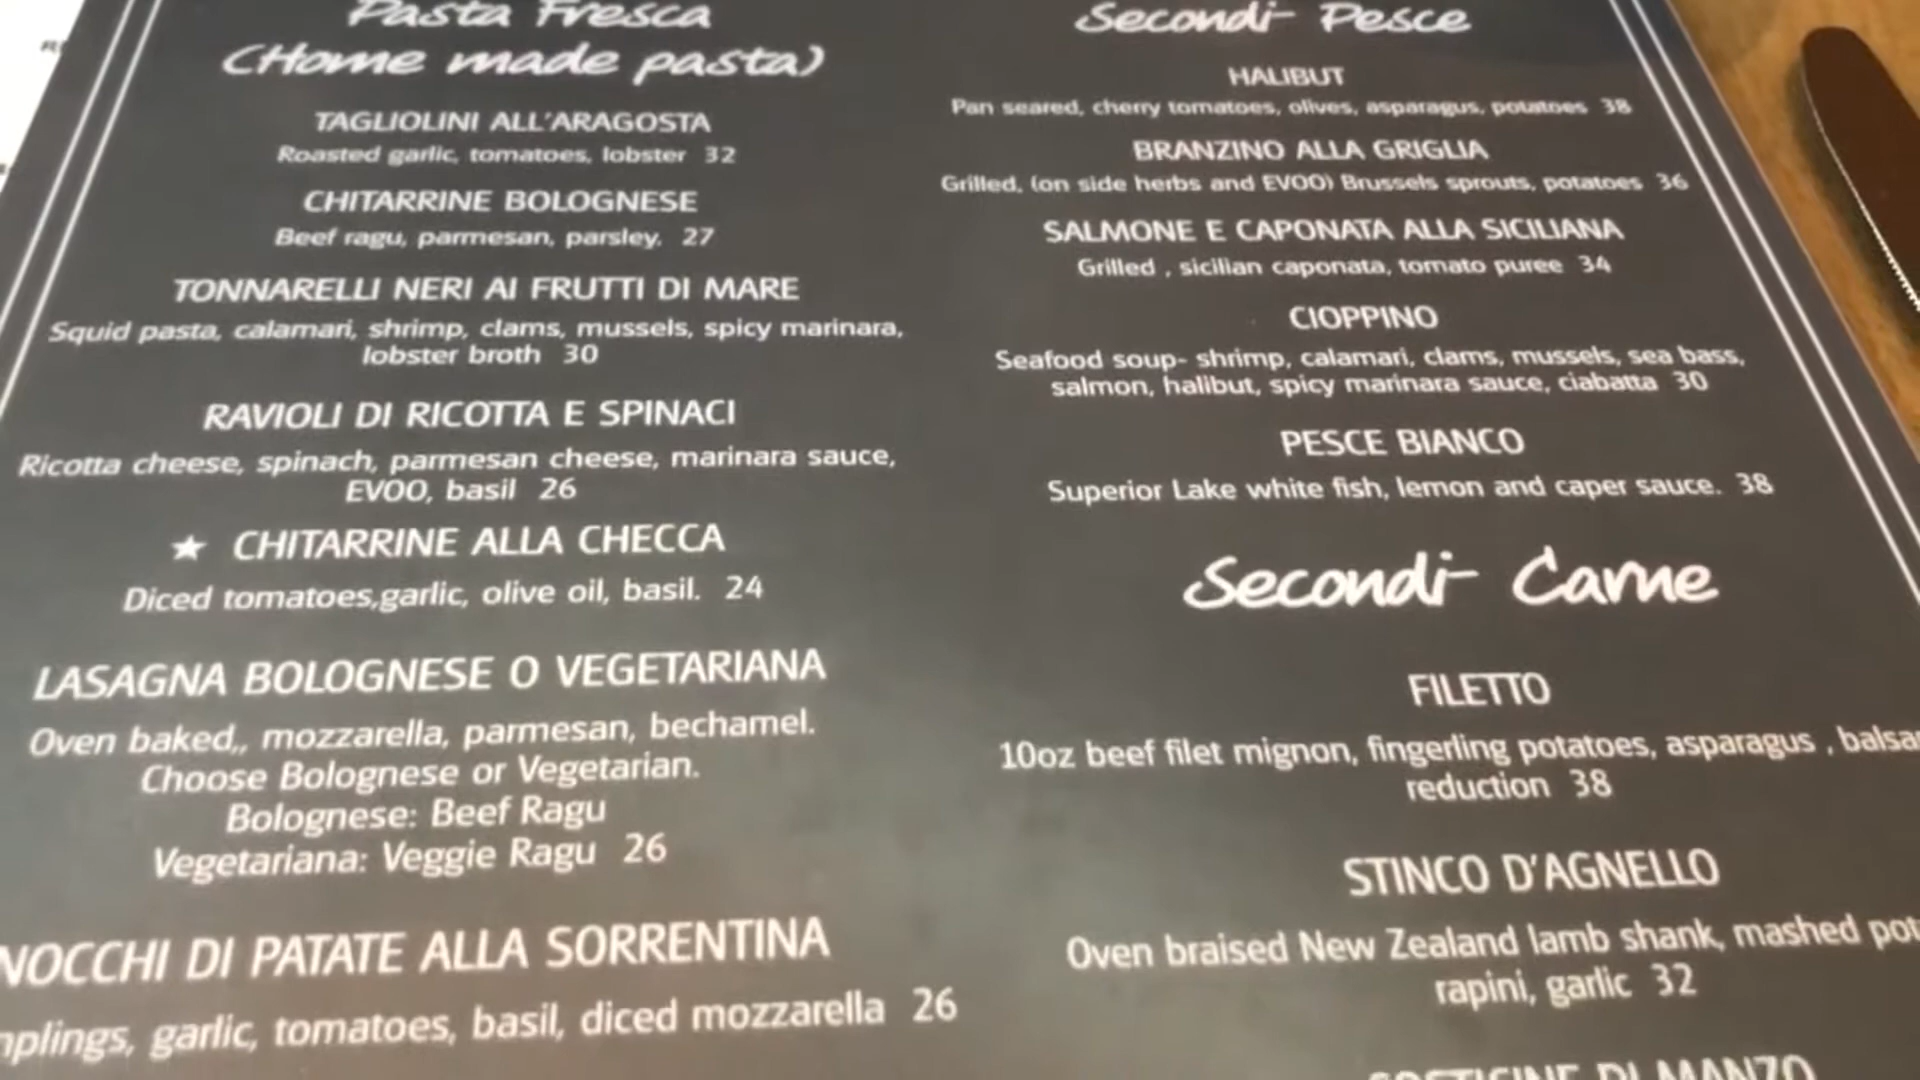 Pasta Fresca
(Home made pasta)
TAGLIOLINI ALL'ARAGOSTA
Roasted garlic, tomatoes, lobster 32
CHITARRINE BOLOGNESE
Beef ragu, parmesan, parsley. 27
TONNARELLI NERI AI FRUTTI DI MARE
Squid pasta, calamari, shrimp, clams, mussels, spicy marinara,
lobster broth 30
RAVIOLI DI RICOTTA E SPINACI
Ricotta cheese, spinach, parmesan cheese, marinara sauce,
EVOO, basil 26
★ CHITARRINE ALLA CHECCA
Diced tomatoes,garlic, olive oil, basil. 24
LASAGNA BOLOGNESE O VEGETARIANA
Oven baked,, mozzarella, parmesan, bechamel.
Choose Bolognese or Vegetarian.
Bolognese: Beef Ragu
Vegetariana: Veggie Ragu 26
NOCCHI DI PATATE ALLA SORRENTINA
mplings, garlic, tomatoes, basil, diced mozzarella 26
Secondi- Pesce
HALIBUT
Pan seared, cherry tomatoes, olives, asparagus, potatoes 38
BRANZINO ALLA GRIGLIA
Grilled, (on side herbs and EVOO) Brussels sprouts, potatoes 36
SALMONE E CAPONATA ALLA SICILIANA
Grilled , sicilian caponata, tomato puree 34
CIOPPINO
Seafood soup- shrimp, calamari, clams, mussels, sea bass,
salmon, halibut, spicy marinara sauce, ciabatta 30
PESCE BIANCO
Superior Lake white fish, lemon and caper sauce. 38
Secondi- Carne
FILETTO
10oz beef filet mignon, fingerling potatoes, asparagus , balsa
reduction 38
STINCO D'AGNELLO
Oven braised New Zealand lamb shank, mashed pot
rapini, garlic 32
DI MANZO